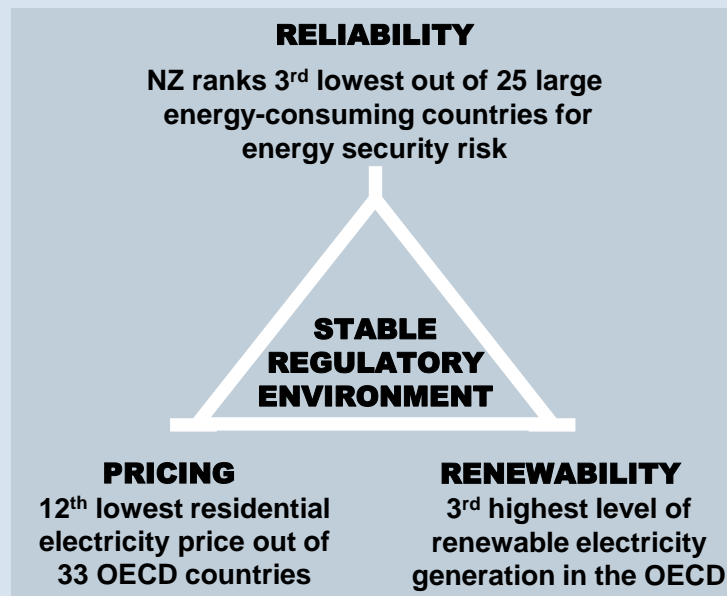 RELIABILITY
NZ ranks 3rd lowest out of 25 large
energy-consuming countries for
energy security risk
STABLE
REGULATORY
ENVIRONMENT
PRICING
12th lowest residential
electricity price out of
33 OECD countries
RENEWABILITY
3rd highest level of
renewable electricity
generation in the OECD